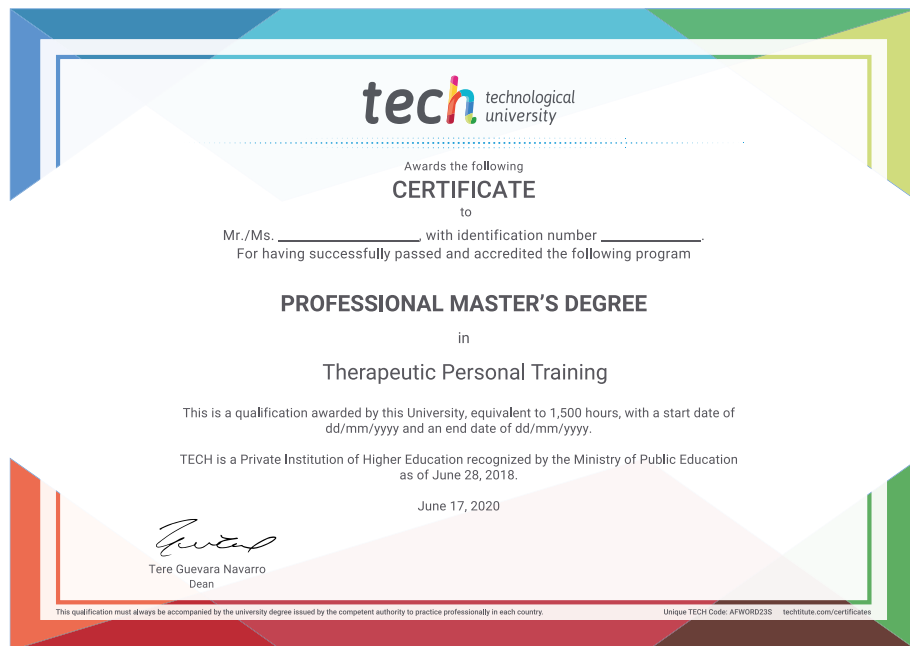 tech technological
university
Awards the following
CERTIFICATE
to
Mr./Ms. ____________________, with identification number ______________.
For having successfully passed and accredited the following program
PROFESSIONAL MASTER'S DEGREE
in
Therapeutic Personal Training
This is a qualification awarded by this University, equivalent to 1,500 hours, with a start date of
dd/mm/yyyy and an end date of dd/mm/yyyy.
TECH is a Private Institution of Higher Education recognized by the Ministry of Public Education
as of June 28, 2018.
June 17, 2020
Tere Guevara Navarro
Dean
This qualification must always be accompanied by the university degree issued by the competent authority to practice professionally in each country. Unique TECH Code: AFWORD23S techtitute.com/certificates